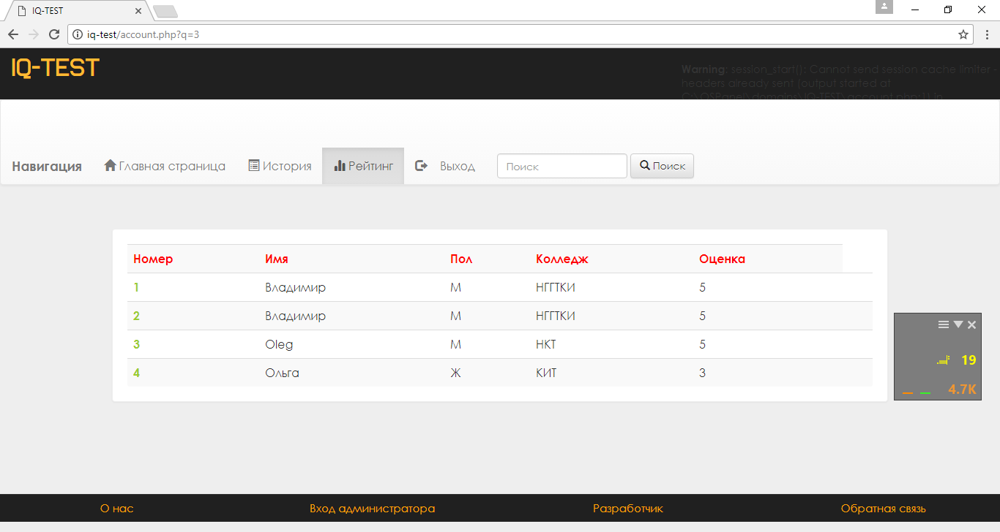 IQ-TEST
iq-test/account.php?q=3
IQ-TEST
Warning: session_start(): Cannot send session cache limiter -
headers already sent (output started at
C:\OSPanel\domains\IQ-TEST\account.php:11) in
Навигация Главная страница История Рейтинг Выход Поиск Поиск
Номер Имя Пол Колледж Оценка
1 Владимир М НГГТКИ 5
2 Владимир М НГГТКИ 5
3 Oleg М НКТ 5
4 Ольга Ж КИТ 3
19
4.7K
О нас Вход администратора Разработчик Обратная связь